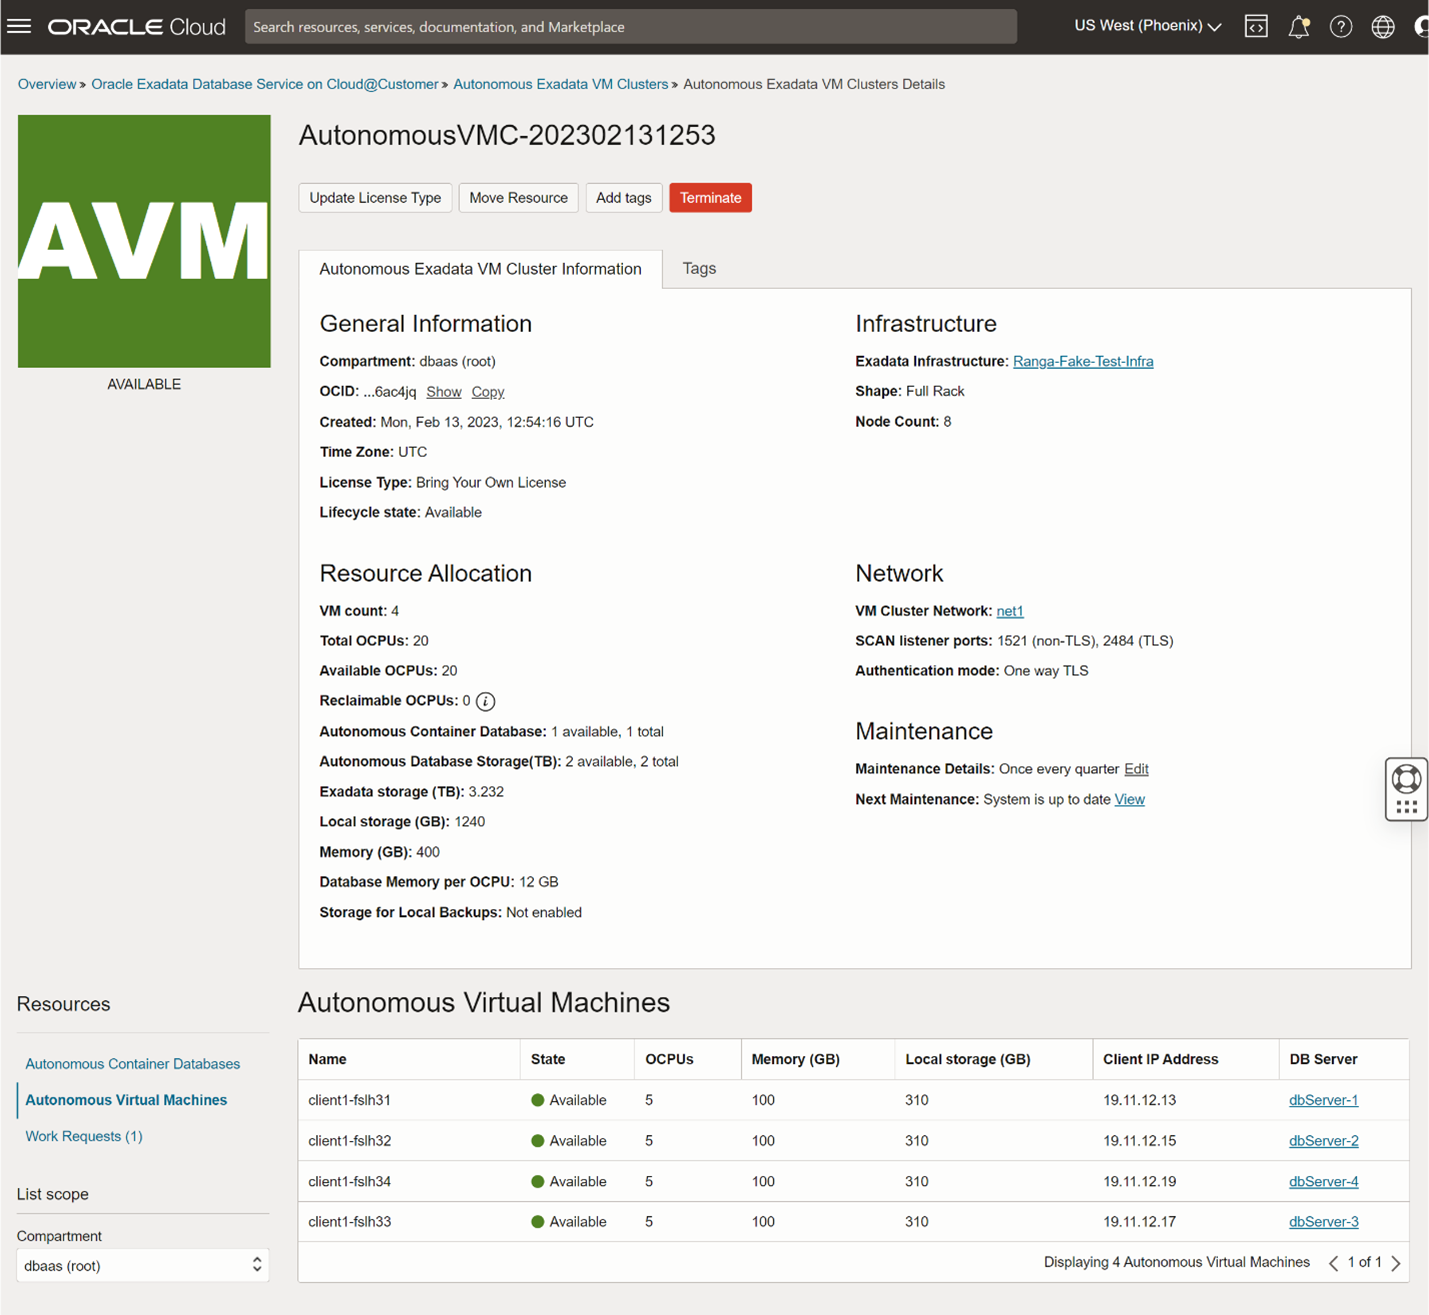 ORACLE Cloud
Search resources, services, documentation, and Marketplace
US West (Phoenix)
Overview » Oracle Exadata Database Service on Cloud@Customer » Autonomous Exadata VM Clusters » Autonomous Exadata VM Clusters Details
AVM
AVAILABLE
AutonomousVMC-202302131253
Update License Type Move Resource Add tags Terminate
Autonomous Exadata VM Cluster Information Tags
General Information
Compartment: dbaas (root)
OCID: ...6ac4jq Show Copy
Created: Mon, Feb 13, 2023, 12:54:16 UTC
Time Zone: UTC
License Type: Bring Your Own License
Lifecycle state: Available
Infrastructure
Exadata Infrastructure: Ranga-Fake-Test-Infra
Shape: Full Rack
Node Count: 8
Resource Allocation
VM count: 4
Total OCPUs: 20
Available OCPUs: 20
Reclaimable OCPUs: 0 i
Autonomous Container Database: 1 available, 1 total
Autonomous Database Storage(TB): 2 available, 2 total
Exadata storage (TB): 3.232
Local storage (GB): 1240
Memory (GB): 400
Database Memory per OCPU: 12 GB
Storage for Local Backups: Not enabled
Network
VM Cluster Network: net1
SCAN listener ports: 1521 (non-TLS), 2484 (TLS)
Authentication mode: One way TLS
Maintenance
Maintenance Details: Once every quarter Edit
Next Maintenance: System is up to date View
Resources
Autonomous Container Databases
Autonomous Virtual Machines
Work Requests (1)
List scope
Compartment
dbaas (root)
Autonomous Virtual Machines
Name State OCPUs Memory (GB) Local storage (GB) Client IP Address DB Server
client1-fslh31 Available 5 100 310 19.11.12.13 dbServer-1
client1-fslh32 Available 5 100 310 19.11.12.15 dbServer-2
client1-fslh34 Available 5 100 310 19.11.12.19 dbServer-4
client1-fslh33 Available 5 100 310 19.11.12.17 dbServer-3
Displaying 4 Autonomous Virtual Machines 1 of 1